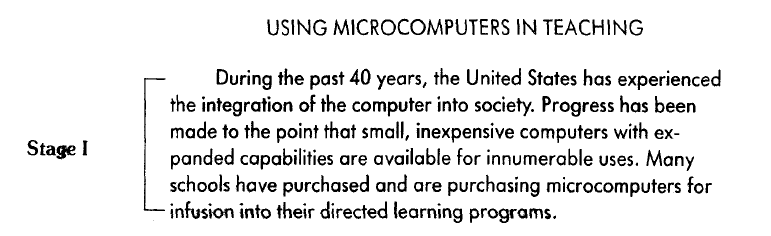 USING MICROCOMPUTERS IN TEACHING
During the past 40 years, the United States has experienced
the integration of the computer into society. Progress has been
made to the point that small, inexpensive computers with ex-
Stage I
panded capabilities are available for innumerable uses. Many
schools have purchased and are purchasing microcomputers for
infusion into their directed learning programs.